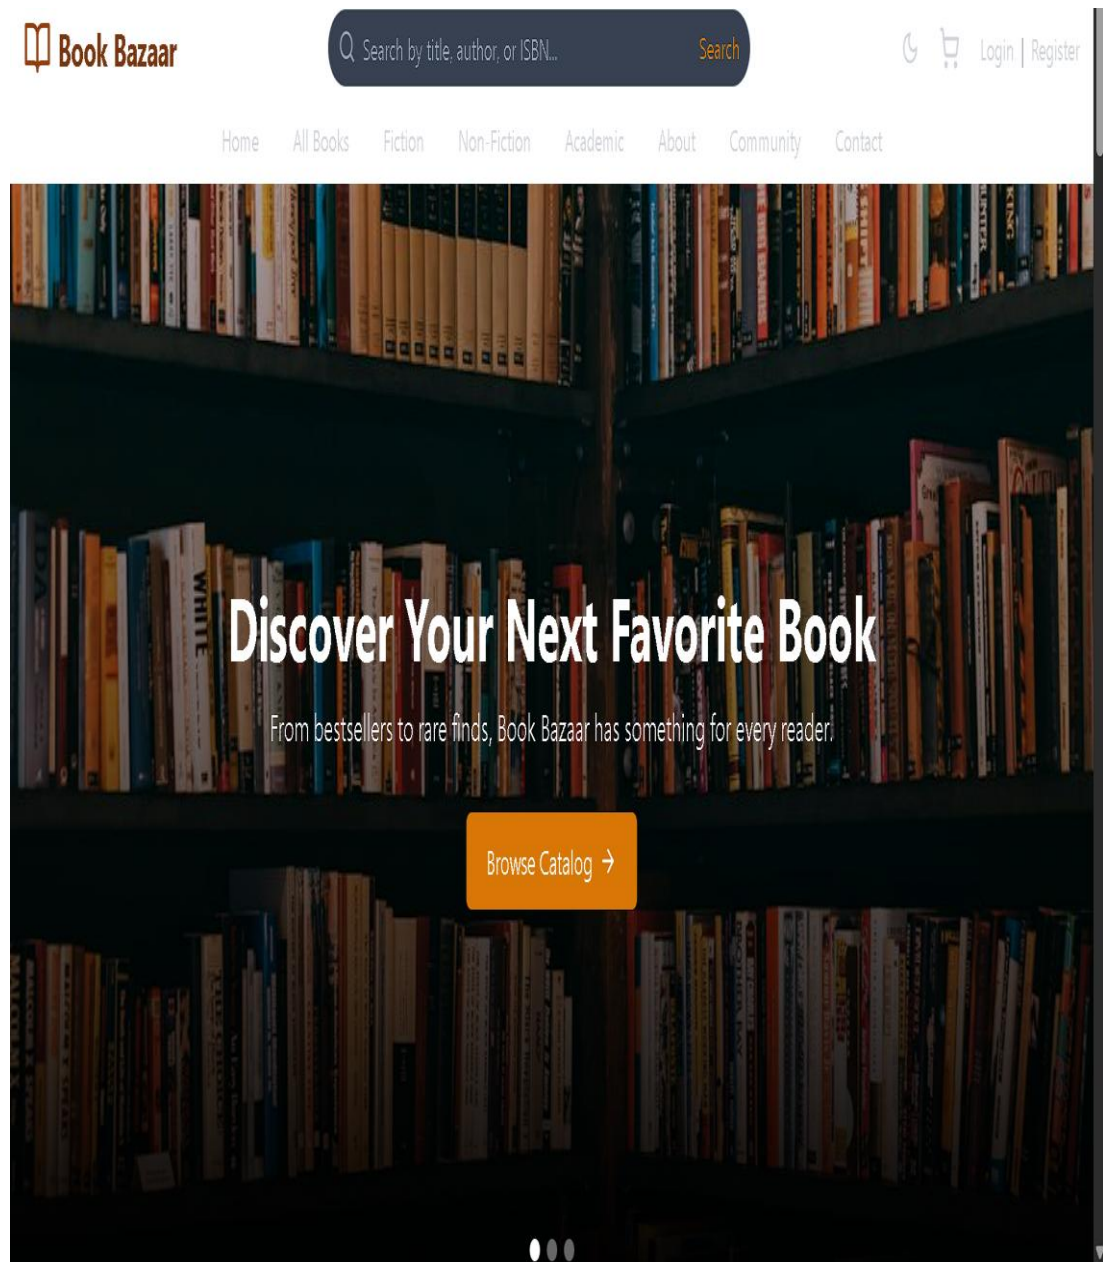 Book Bazaar
Search by title, author, or ISBN...
Search
Login | Register
Home All Books Fiction Non-Fiction Academic About Community Contact
WHITE
Discover Your Next Favorite Book
From bestsellers to rare finds, Book Bazaar has something for every reader.
Browse Catalog →